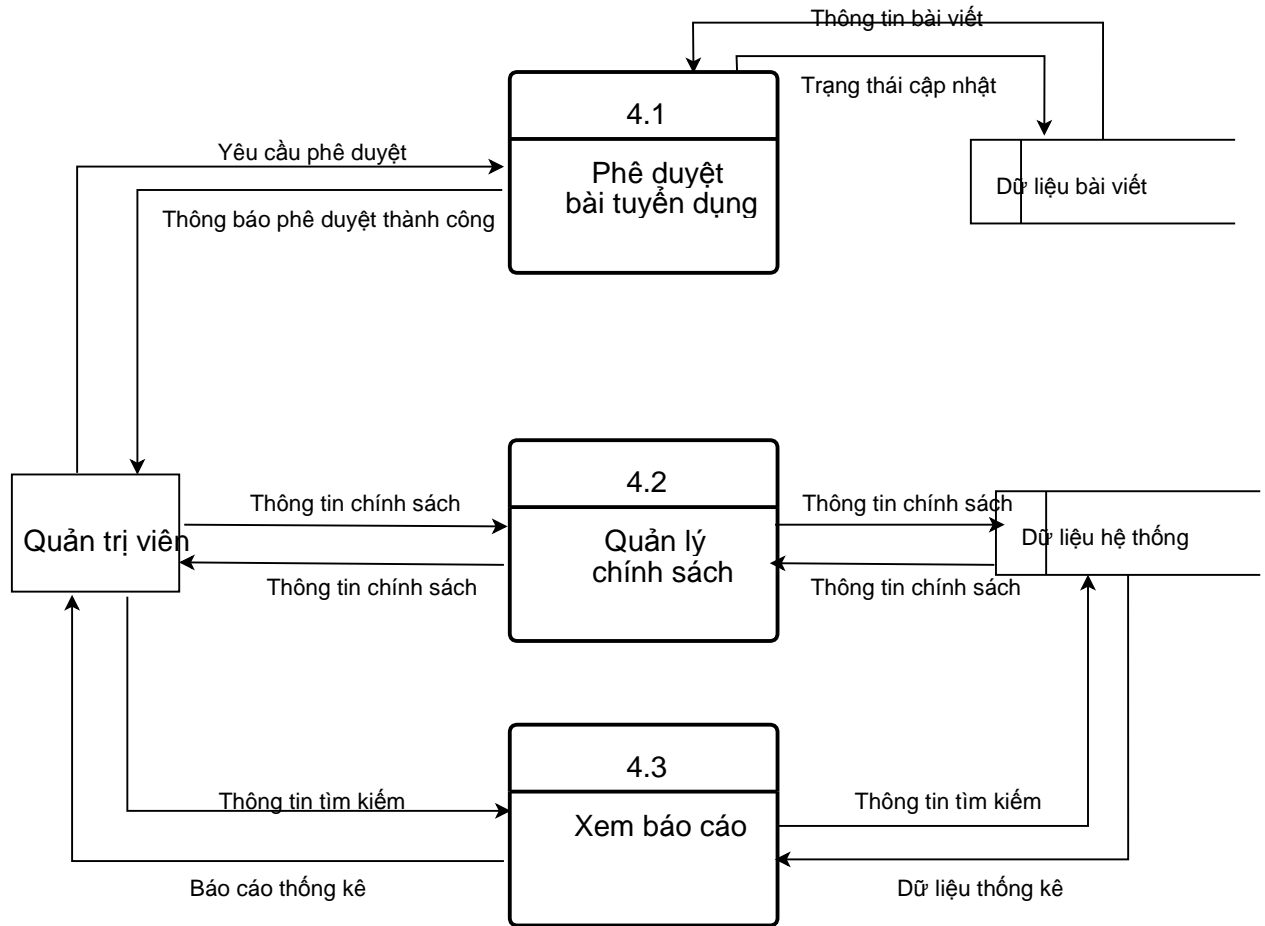 Thông tin bài viết
Trạng thái cập nhật
4.1
Yêu cầu phê duyệt
Phê duyệt
bài tuyển dụng
Dữ liệu bài viết
Thông báo phê duyệt thành công
4.2
Thông tin chính sách
Thông tin chính sách
Quản trị viên
Quản lý
chính sách
Dữ liệu hệ thống
Thông tin chính sách
Thông tin chính sách
4.3
Thông tin tìm kiếm
Thông tin tìm kiếm
Xem báo cáo
Báo cáo thống kê
Dữ liệu thống kê